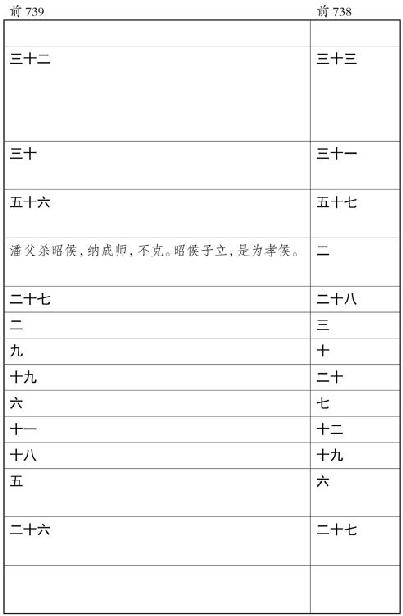 前 739 前 738
三十二 三十三
三十 三十一
五十六 五十七
潘父杀昭侯，纳成师，不克。昭侯子立，是为孝侯。 二
二十七 二十八
二 三
九 十
十九 二十
六 七
十一 十二
十八 十九
五 六
二十六 二十七